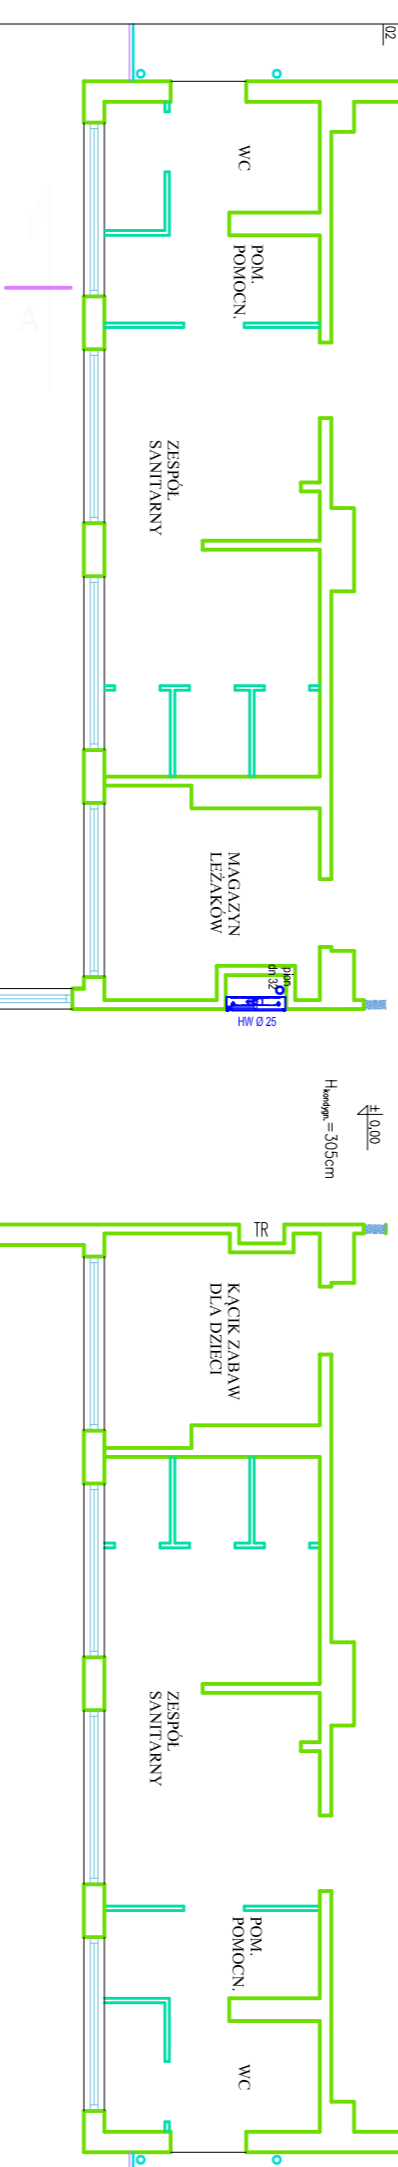 02
WC
POM.
POMOCN.
A
ZESPÓŁ
SANITARNY
MAGAZYN
LEŻAKÓW
pion
dn 32
HW Ø 25
± 0,00
Hkondygn.=305cm
TR
KĄCIK ZABAW
DLA DZIECI
ZESPÓŁ
SANITARNY
POM.
POMOCN.
WC